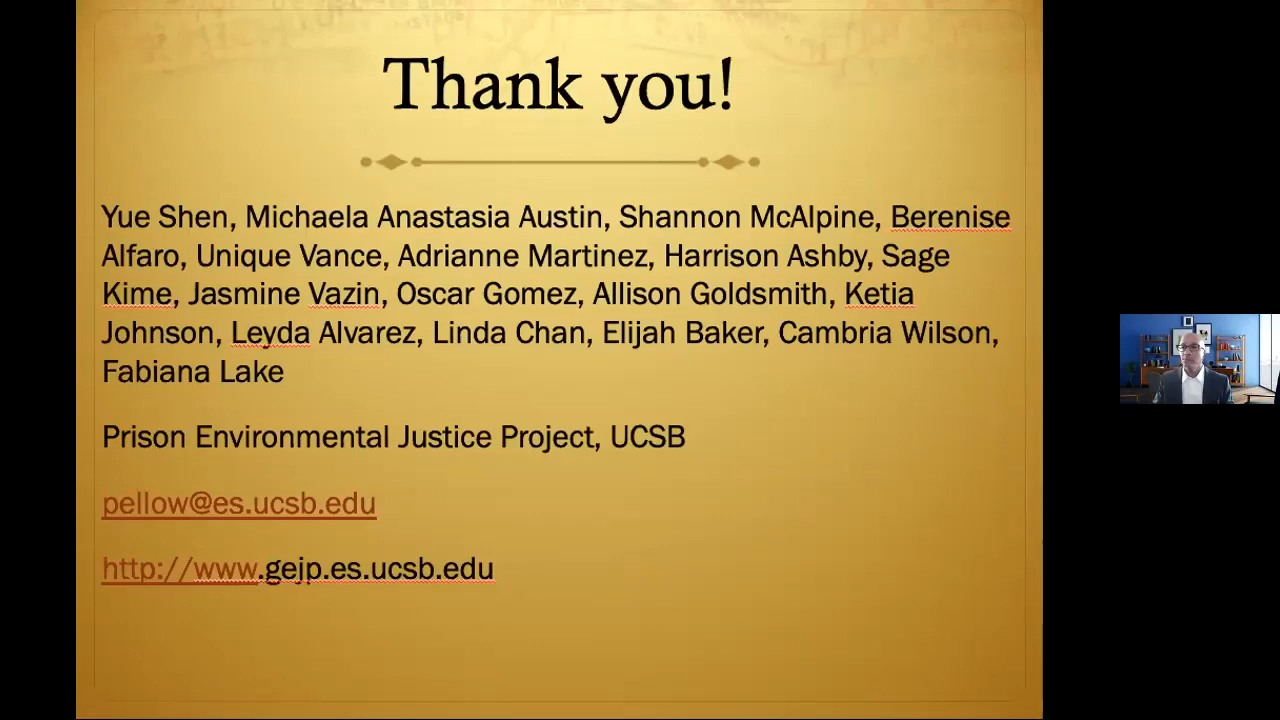 Thank you!
Yue Shen, Michaela Anastasia Austin, Shannon McAlpine, Berenise
Alfaro, Unique Vance, Adrianne Martinez, Harrison Ashby, Sage
Kime, Jasmine Vazin, Oscar Gomez, Allison Goldsmith, Ketia
Johnson, Leyda Alvarez, Linda Chan, Elijah Baker, Cambria Wilson,
Fabiana Lake
Prison Environmental Justice Project, UCSB
pellow@es.ucsb.edu
http://www.gejp.es.ucsb.edu